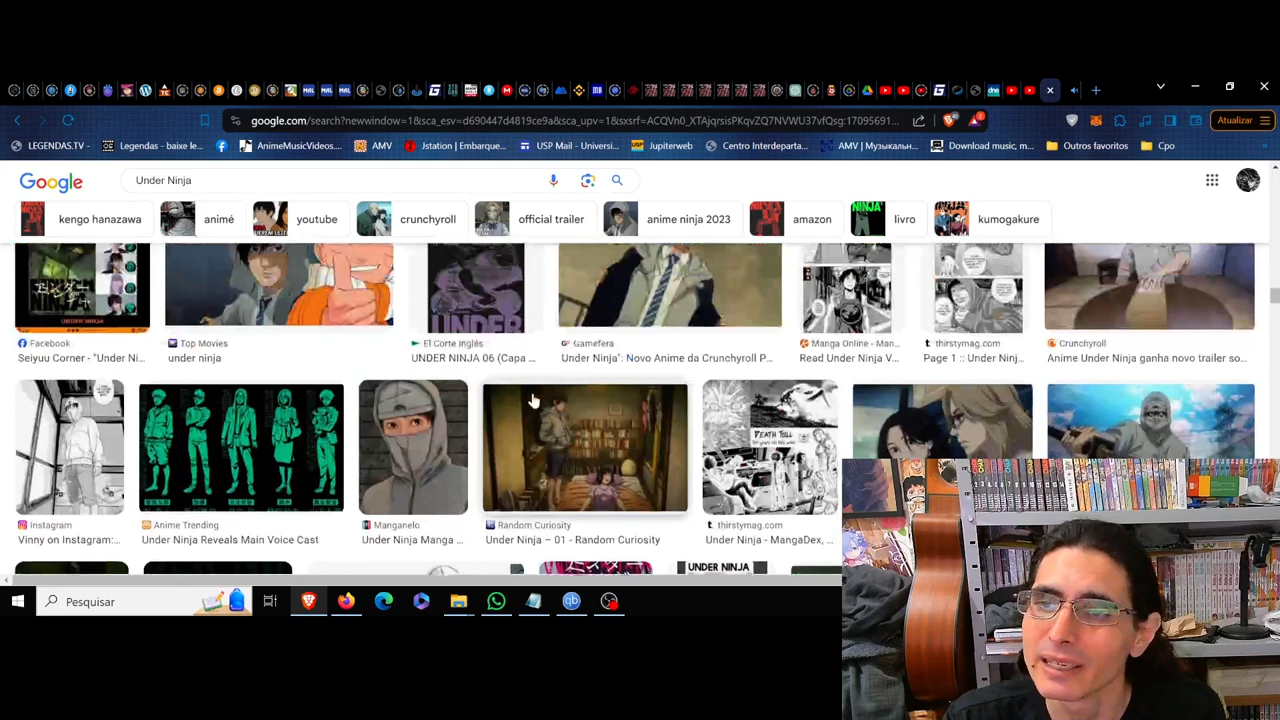 google.com/search?newwindow=1&sca_esv=d690447d4819ce9a&sca_upv=1&sxsrf=ACQVn0_XTAjqrsisPKqvZQ7NVWU37vfQsg:17095691...
Atualizar
LEGENDAS.TV -
Legendas - baixe le...
AnimeMusicVideos....
AMV
Jstation | Embarque...
USP Mail - Universi...
Jupiterweb
Centro Interdeparta...
AMV | Музыкальн...
Download music, m...
Outros favoritos
Cpo
Google
Under Ninja
kengo hanazawa
animé
youtube
crunchyroll
official trailer
anime ninja 2023
amazon
livro
kumogakure
Facebook
Seiyuu Corner - "Under Ni...
Top Movies
under ninja
El Corte Inglés
UNDER NINJA 06 (Capa ...
Gamefera
Under Ninja': Novo Anime da Crunchyroll P...
Manga Online - Man...
Read Under Ninja V...
thirstymag.com
Page 1 :: Under Ninj...
Crunchyroll
Anime Under Ninja ganha novo trailer so...
DEATH TOLL
Instagram
Vinny on Instagram:...
Anime Trending
Under Ninja Reveals Main Voice Cast
Manganelo
Under Ninja Manga ...
Random Curiosity
Under Ninja – 01 - Random Curiosity
thirstymag.com
Under Ninja - MangaDex, ...
UNDER NINJA
Pesquisar